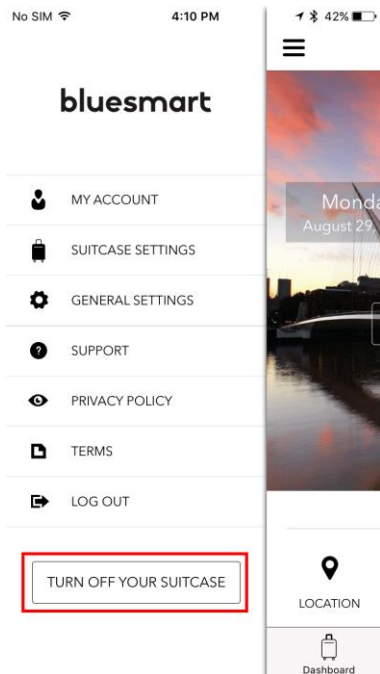 No SIM 4:10 PM 42%
bluesmart
MY ACCOUNT
SUITCASE SETTINGS
GENERAL SETTINGS
SUPPORT
PRIVACY POLICY
TERMS
LOG OUT
TURN OFF YOUR SUITCASE
August 29,
LOCATION
Dashboard